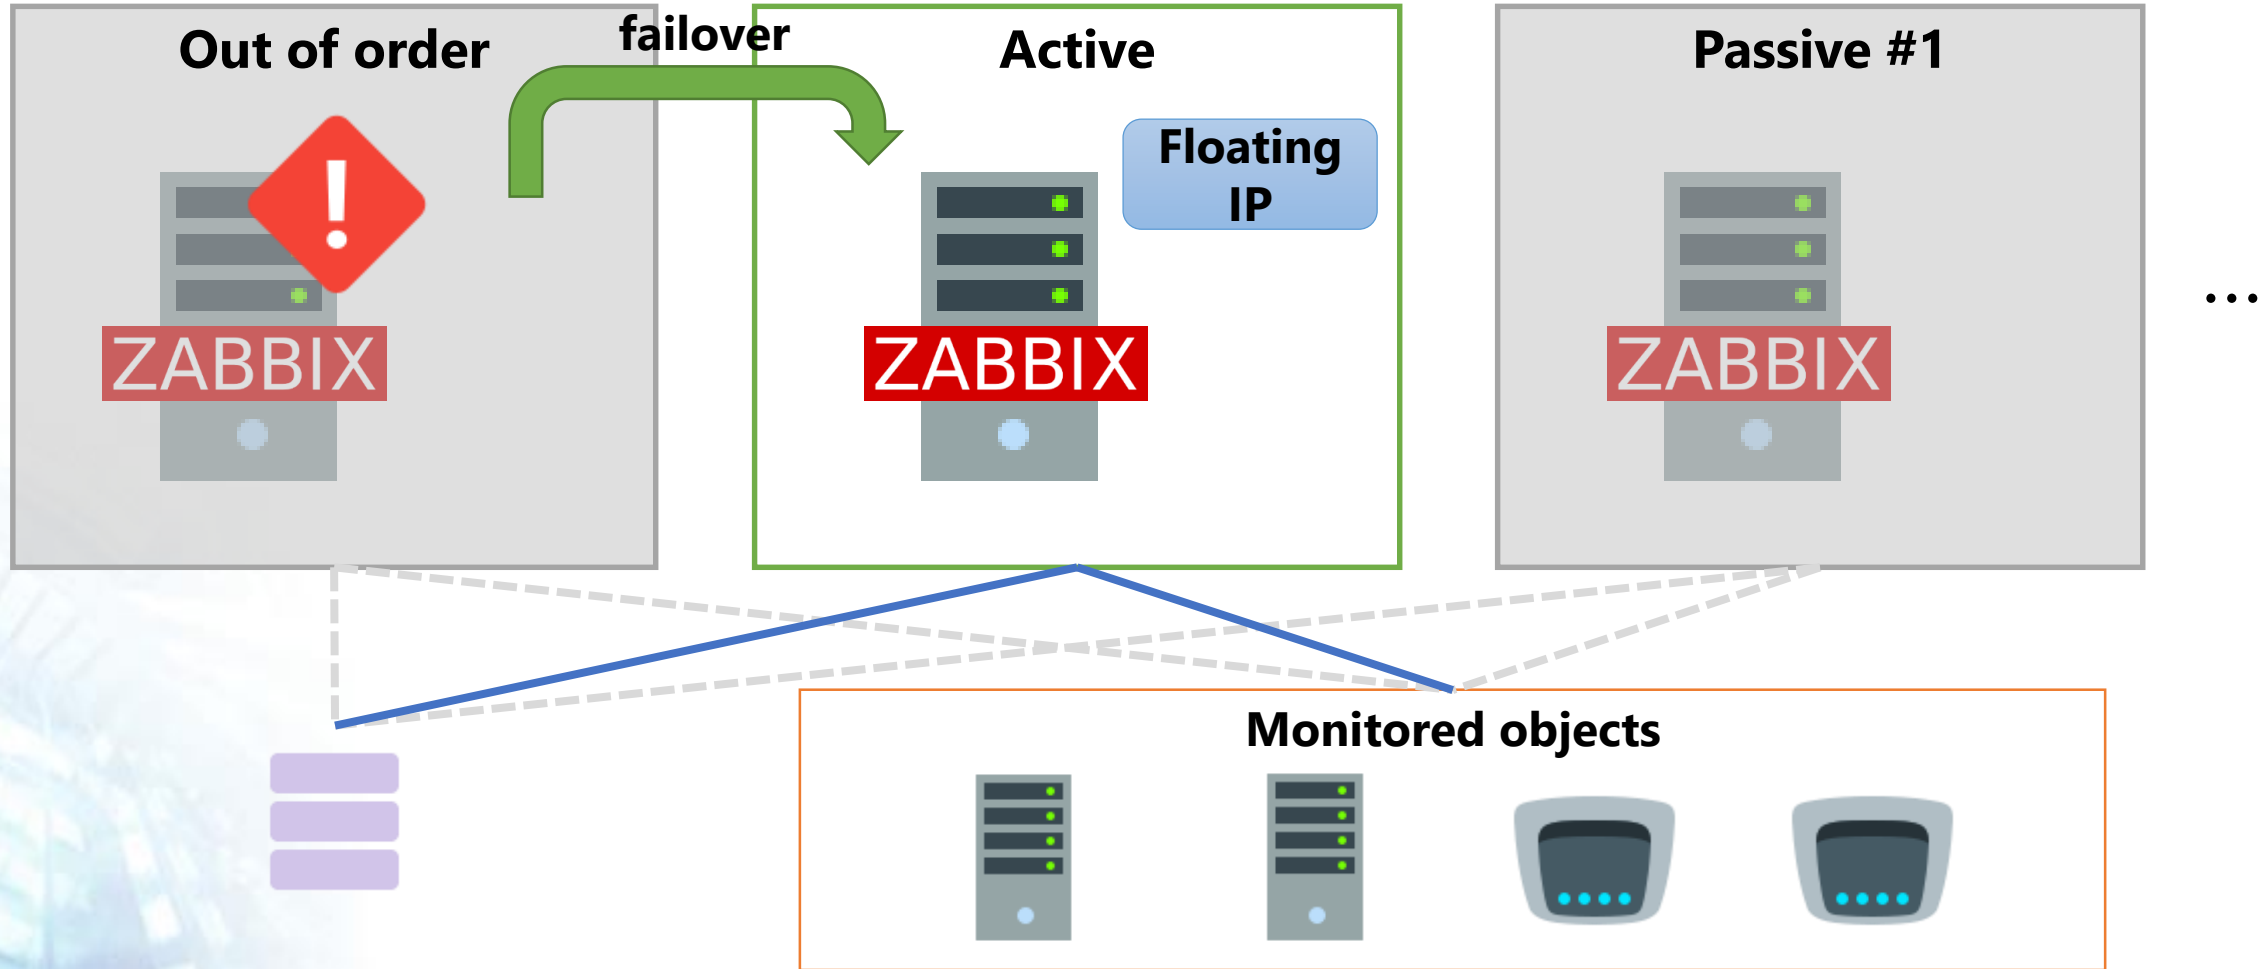 Out of order
failover
Active
Passive #1
Floating
IP
ZABBIX
ZABBIX
ZABBIX
…
Monitored objects